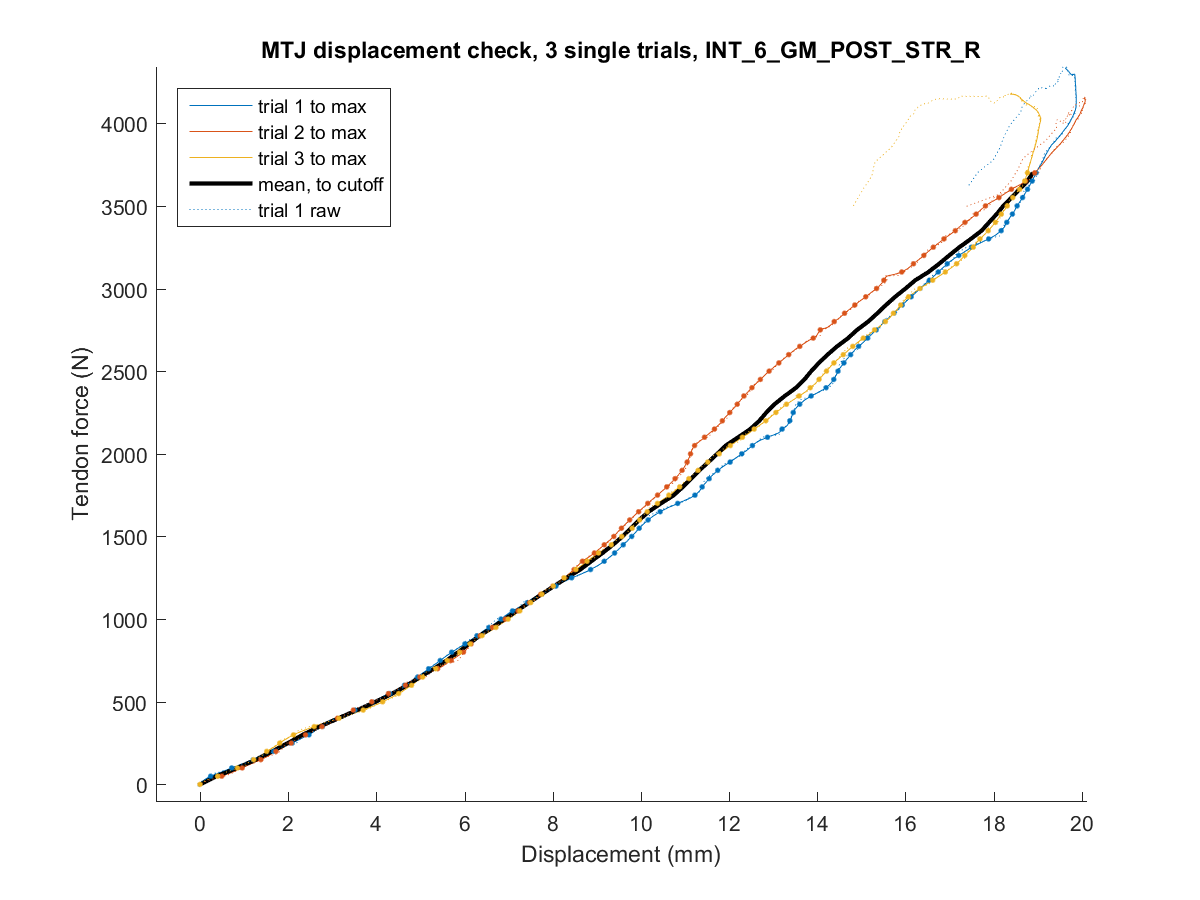 MTJ displacement check, 3 single trials, INT_6_GM_POST_STR_R
trial 1 to max
trial 2 to max
trial 3 to max
mean, to cutoff
trial 1 raw
4000
3500
3000
2500
2000
1500
1000
500
0
Tendon force (N)
0 2 4 6 8 10 12 14 16 18 20
Displacement (mm)